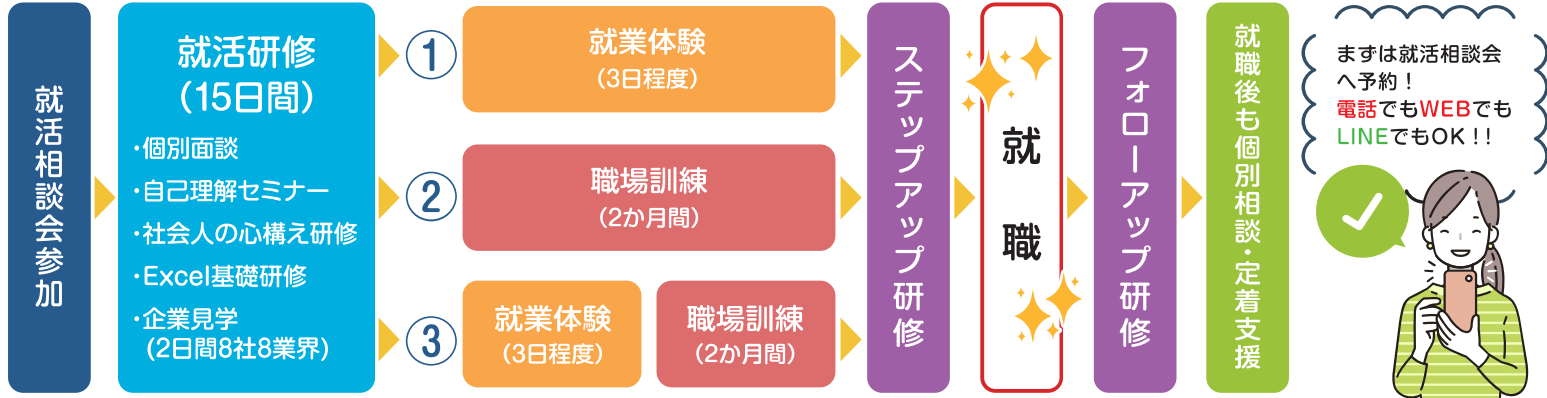 就活相談会参加
就活研修
(15日間)
・個別面談
・自己理解セミナー
・社会人の心構え研修
・Excel基礎研修
・企業見学
(2日間8社8業界)
①
就業体験
(3日程度)
②
職場訓練
(2か月間)
③
就業体験
(3日程度)
職場訓練
(2か月間)
ステップアップ研修
就職
フォローアップ研修
就職後も個別相談・定着支援
まずは就活相談会
へ予約！
電話でもWEBでも
LINEでもOK！！